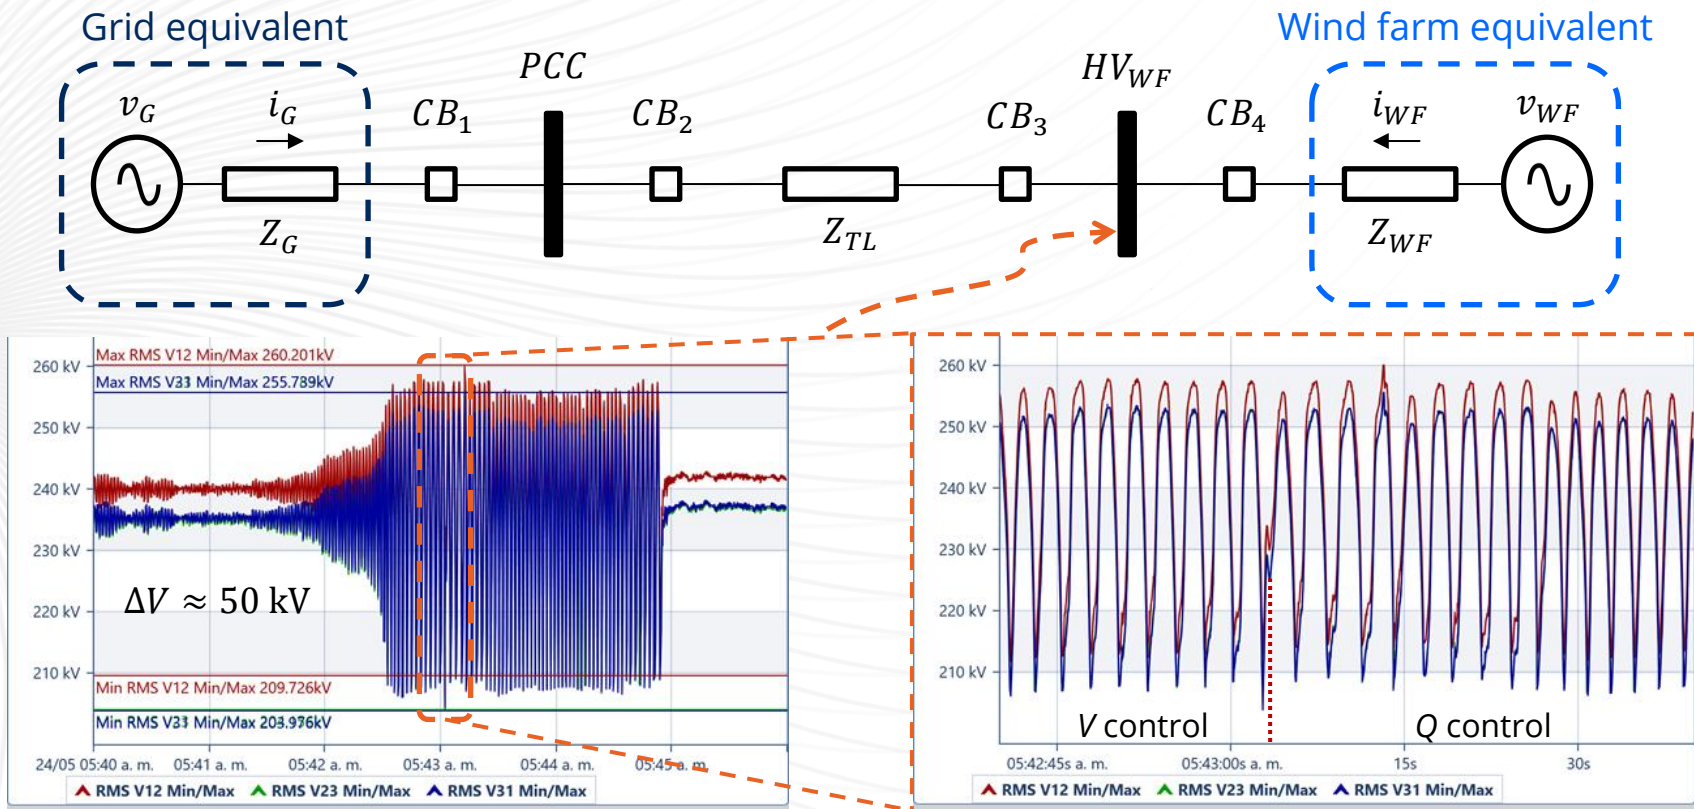 Grid equivalent
Wind farm equivalent
PCC
HV_WF
v_G
i_G
CB_1
CB_2
CB_3
CB_4
i_WF
v_WF
Z_G
Z_TL
Z_WF
260 kV
250 kV
240 kV
230 kV
220 kV
210 kV
Max RMS V12 Min/Max 260.201kV
Max RMS V31 Min/Max 255.789kV
ΔV ≈ 50 kV
Min RMS V12 Min/Max 209.726kV
Min RMS V31 Min/Max 203.976kV
24/05 05:40 a. m.
05:41 a. m.
05:42 a. m.
05:43 a. m.
05:44 a. m.
05:45 a. m.
RMS V12 Min/Max
RMS V23 Min/Max
RMS V31 Min/Max
260 kV
250 kV
240 kV
230 kV
220 kV
210 kV
V control
Q control
05:42:45s a. m.
05:43:00s a. m.
15s
30s
RMS V12 Min/Max
RMS V23 Min/Max
RMS V31 Min/Max